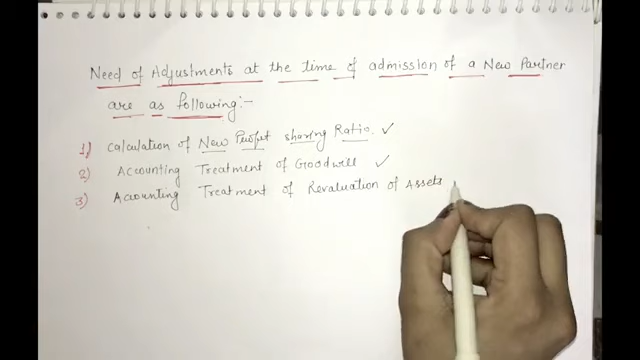 Need of Adjustments at the time of admission of a New Partner
are as following:-
1) Calculation of New Profit sharing Ratio. ✓
2) Accounting Treatment of Goodwill ✓
3) Accounting Treatment of Revaluation of Assets